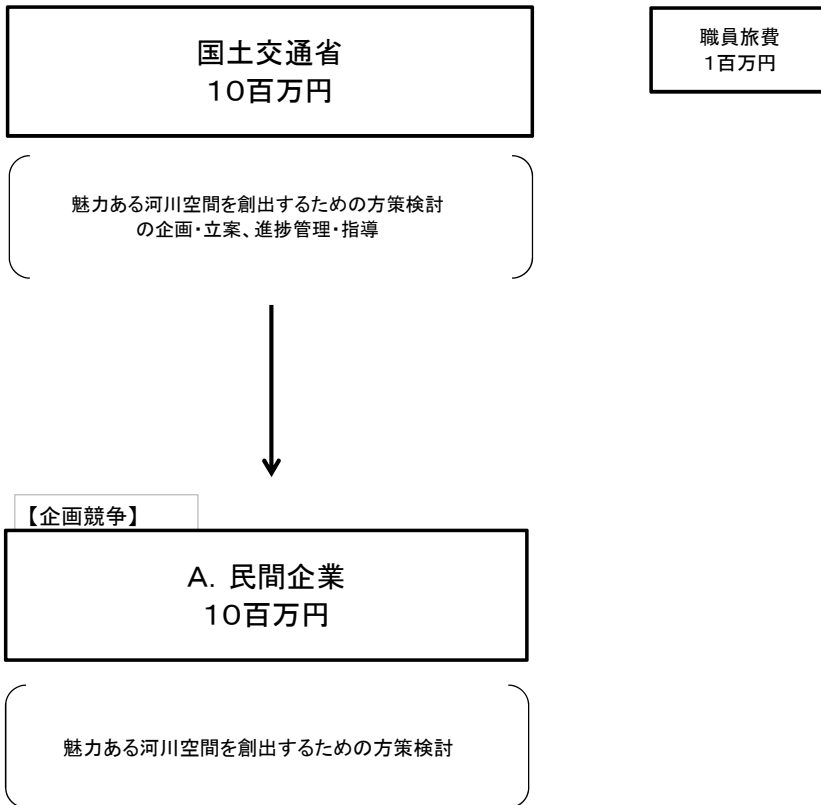 国土交通省
10百万円
職員旅費
1百万円
魅力ある河川空間を創出するための方策検討
の企画・立案、進捗管理・指導
【企画競争】
A. 民間企業
10百万円
魅力ある河川空間を創出するための方策検討